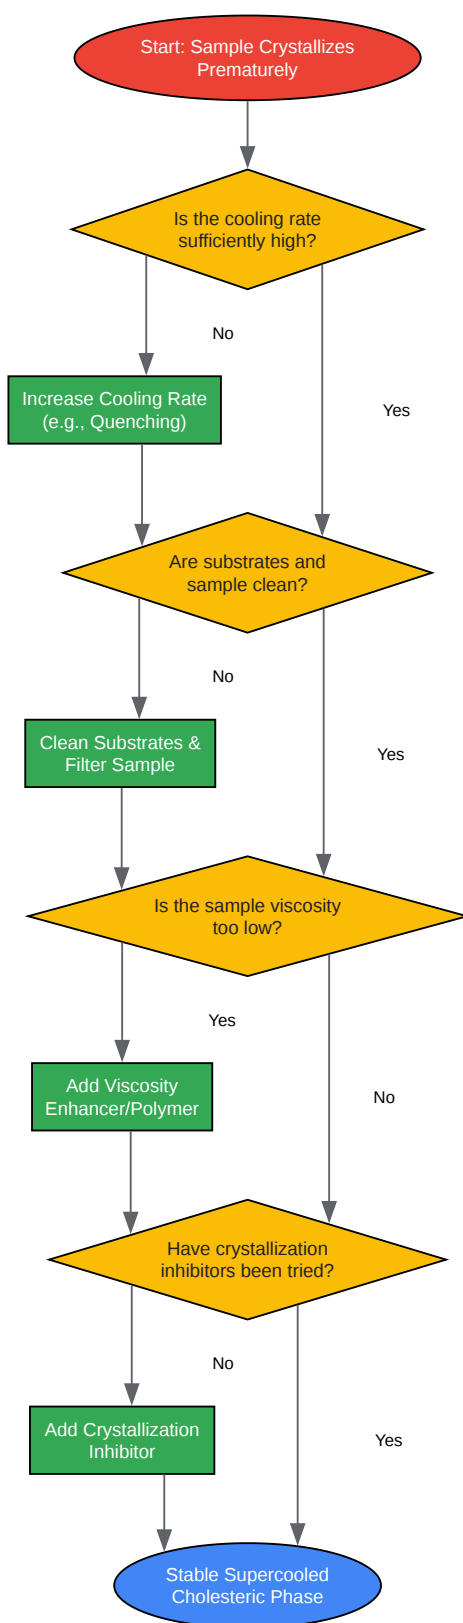 Start: Sample Crystallizes
Prematurely
Is the cooling rate
sufficiently high?
No
Increase Cooling Rate
(e.g., Quenching)
Yes
Are substrates and
sample clean?
No
Clean Substrates &
Filter Sample
Yes
Is the sample viscosity
too low?
Yes
Add Viscosity
Enhancer/Polymer
No
Have crystallization
inhibitors been tried?
No
Add Crystallization
Inhibitor
Yes
Stable Supercooled
Cholesteric Phase